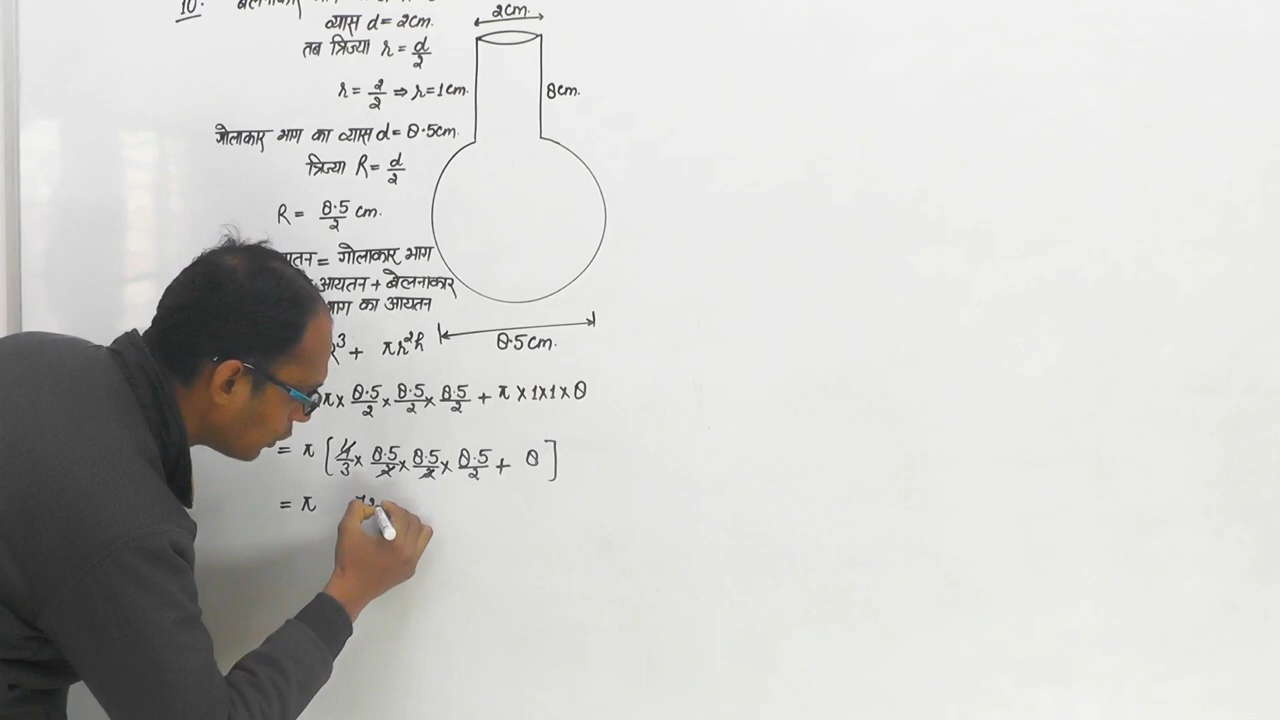 10.
व्यास d = 2cm.
तब त्रिज्या r = d/2
r = 2/2 ⇒ r = 1cm.
गोलाकार भाग का व्यास d = 8.5cm.
त्रिज्या R = d/2
R = 8.5/2 cm.
= गोलाकार भाग
आयतन + बेलनाकार
भाग का आयतन
³ + πr²h
π × 8.5/2 × 8.5/2 × 8.5/2 + π × 1 × 1 × 8
= π [4/3 × 8.5/2 × 8.5/2 × 8.5/2 + 8]
= π
2cm.
8cm.
8.5cm.